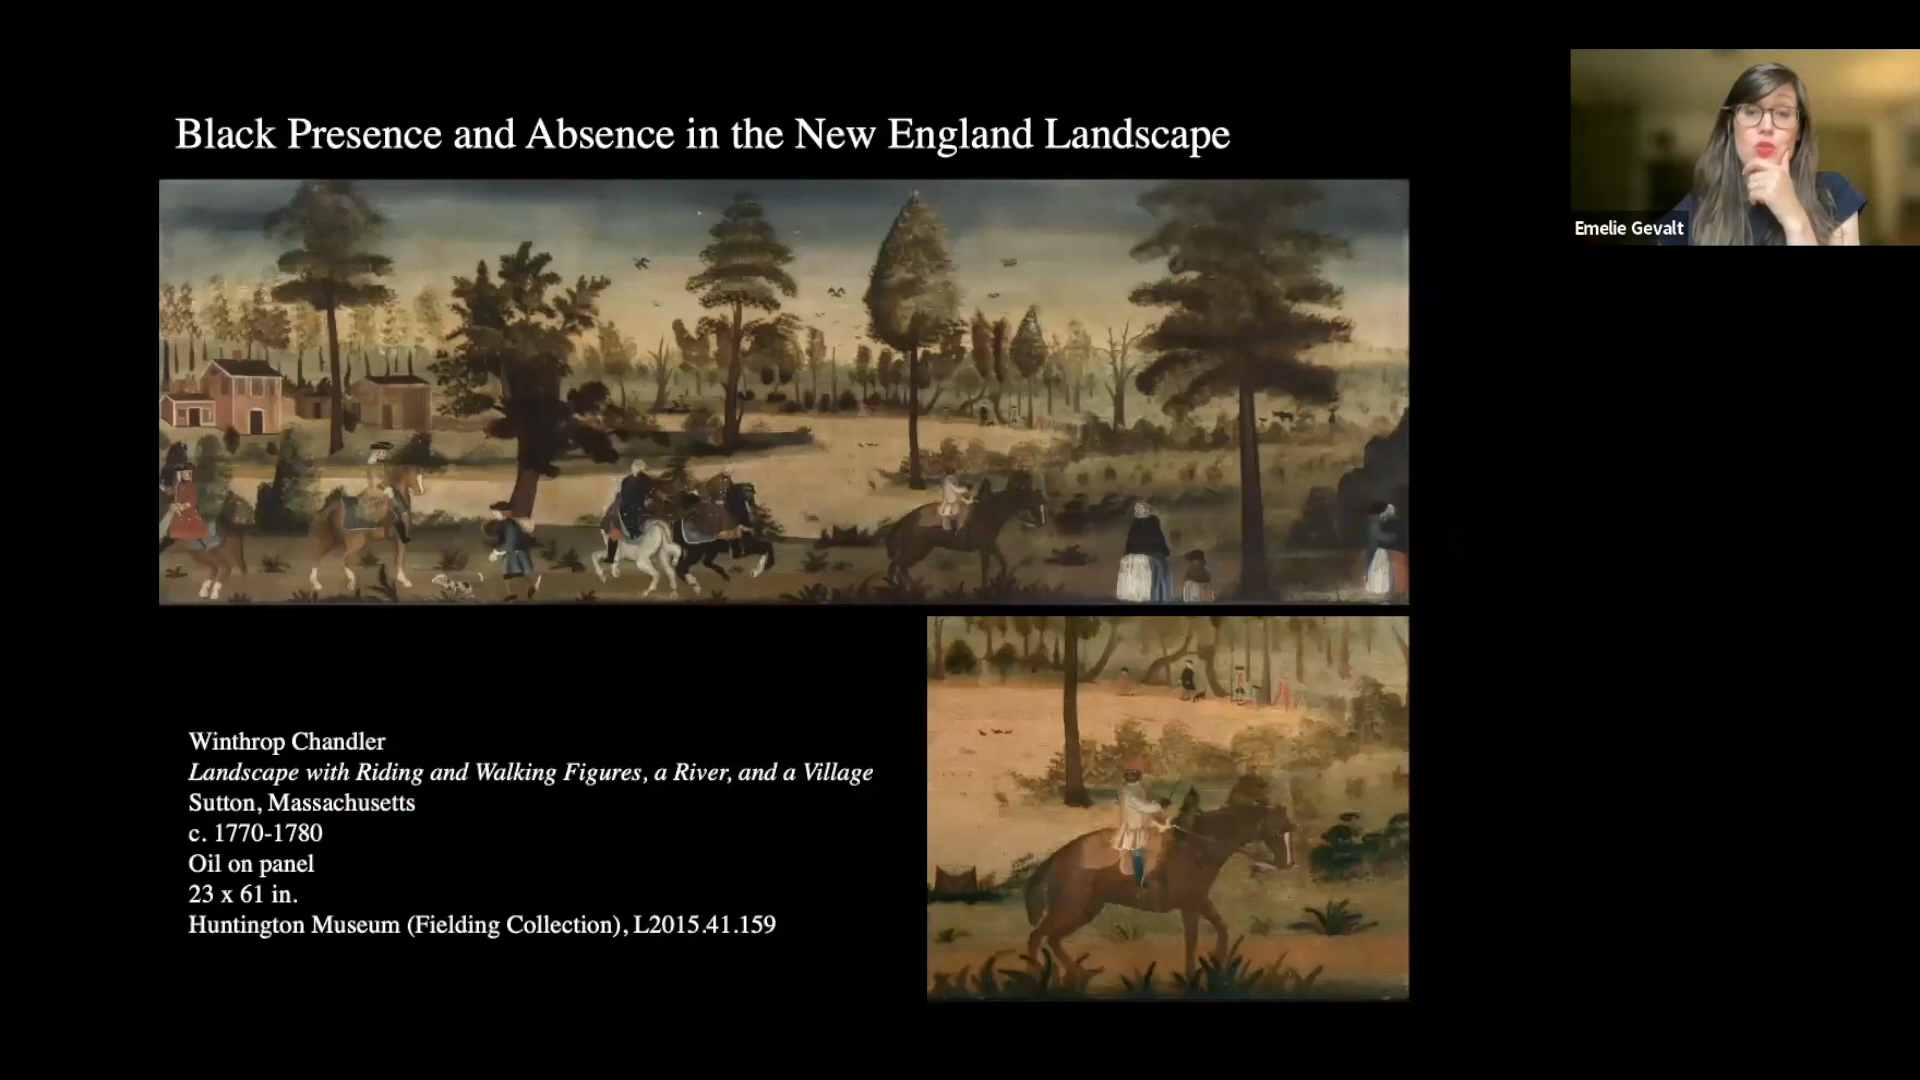 Black Presence and Absence in the New England Landscape
Emelie Gevalt
Winthrop Chandler
Landscape with Riding and Walking Figures, a River, and a Village
Sutton, Massachusetts
c. 1770-1780
Oil on panel
23 x 61 in.
Huntington Museum (Fielding Collection), L2015.41.159